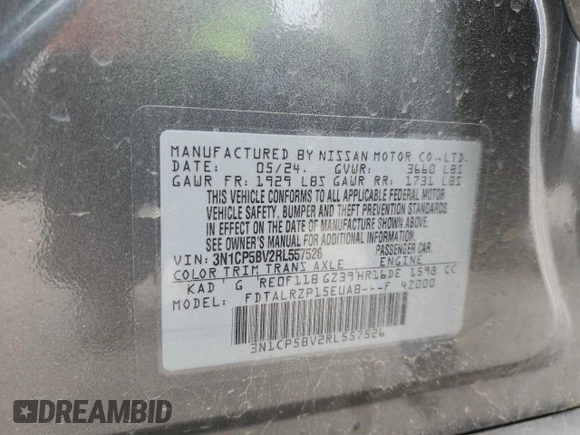 MANUFACTURED BY NISSAN MOTOR CO.,LTD.
DATE: 05/24. GVWR: 3660 LBS
GAWR FR: 1929 LBS GAWR RR: 1731 LBS
THIS VEHICLE CONFORMS TO ALL APPLICABLE FEDERAL MOTOR
VEHICLE SAFETY, BUMPER AND THEFT PREVENTION STANDARDS
IN EFFECT ON THE DATE OF MANUFACTURE SHOWN ABOVE.
SEE OWNER'S MANUAL AND INFORMATION.
VIN: 3N1CP5BV2RL557526 PASSENGER CAR
COLOR TRIM TRANS AXLE ENGINE
KAD ' G RE0F11B GZ39 HR16DE 1598 CC
MODEL: FDTALRZP15EUAB---F 4Z000
3N1CP5BV2RL557526
DREAMBID